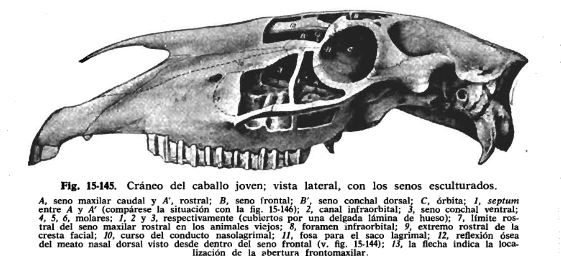 Fig. 15-145. Cráneo del caballo joven; vista lateral, con los senos esculturados.
A, seno maxilar caudal y A', rostral; B, seno frontal; B', seno conchal dorsal; C, órbita; 1, septum
entre A y A' (compárese la situación con la fig. 15-146); 2, canal infraorbital; 3, seno conchal ventral;
4, 5, 6, molares; 1, 2 y 3, respectivamente (cubiertos por una delgada lámina de hueso); 7, límite ros-
tral del seno maxilar rostral en los animales viejos; 8, foramen infraorbital; 9, extremo rostral de la
cresta facial; 10, curso del conducto nasolagrimal; 11, fosa para el saco lagrimal; 12, reflexión ósea
del meato nasal dorsal visto desde dentro del seno frontal (v. fig. 15-144); 13, la flecha indica la loca-
lización de la abertura frontomaxilar.